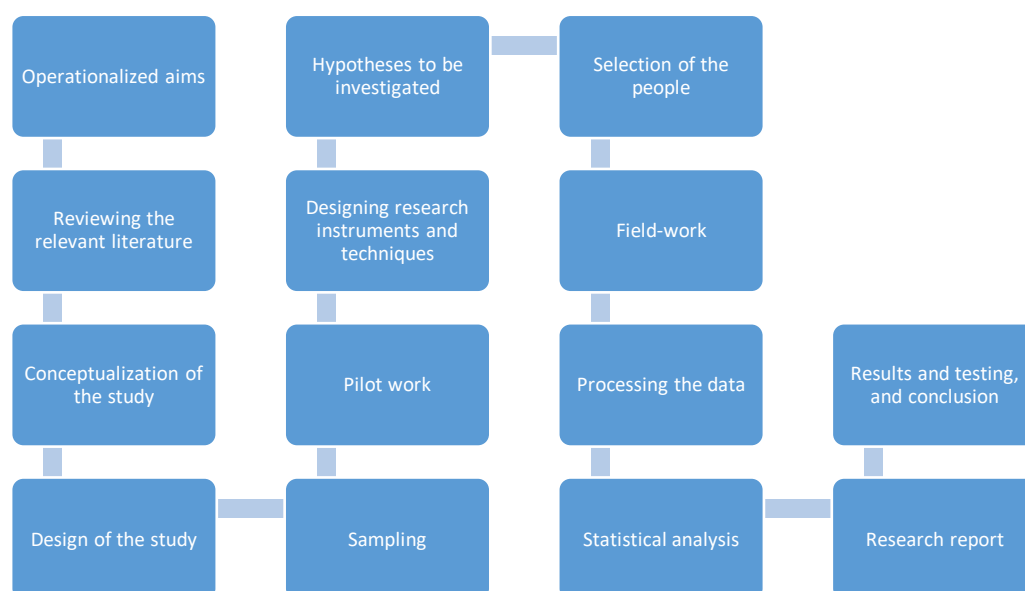 Operationalized aims
Reviewing the
relevant literature
Conceptualization of
the study
Design of the study
Sampling
Pilot work
Designing research
instruments and
techniques
Hypotheses to be
investigated
Selection of the
people
Field-work
Processing the data
Statistical analysis
Research report
Results and testing,
and conclusion